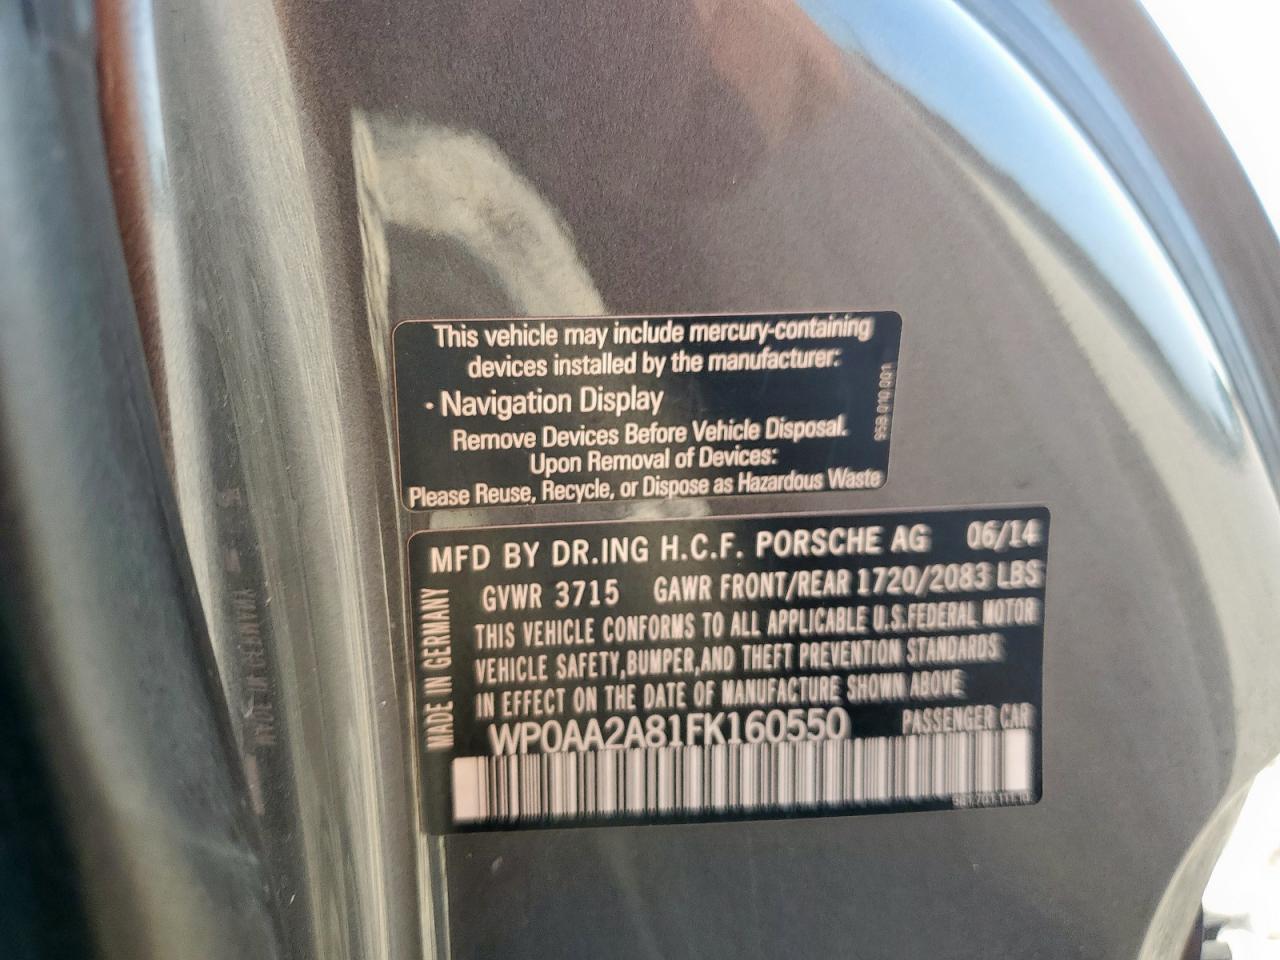 This vehicle may include mercury-containing
devices installed by the manufacturer:
• Navigation Display
Remove Devices Before Vehicle Disposal.
Upon Removal of Devices:
Please Reuse, Recycle, or Dispose as Hazardous Waste
95B 010 001
MFD BY DR.ING H.C.F. PORSCHE AG 06/14
GVWR 3715 GAWR FRONT/REAR 1720/2083 LBS
THIS VEHICLE CONFORMS TO ALL APPLICABLE U.S.FEDERAL MOTOR
VEHICLE SAFETY,BUMPER,AND THEFT PREVENTION STANDARDS
IN EFFECT ON THE DATE OF MANUFACTURE SHOWN ABOVE
WP0AA2A81FK160550 PASSENGER CAR
MADE IN GERMANY